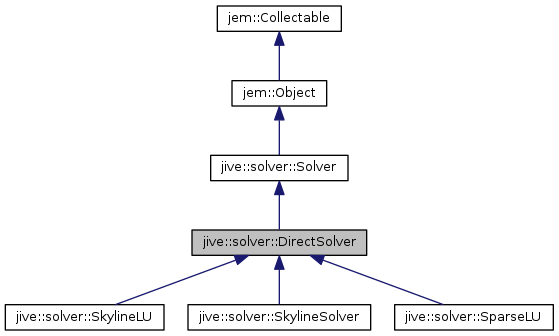 jem::Collectable
jem::Object
jive::solver::Solver
jive::solver::DirectSolver
jive::solver::SkylineLU
jive::solver::SkylineSolver
jive::solver::SparseLU